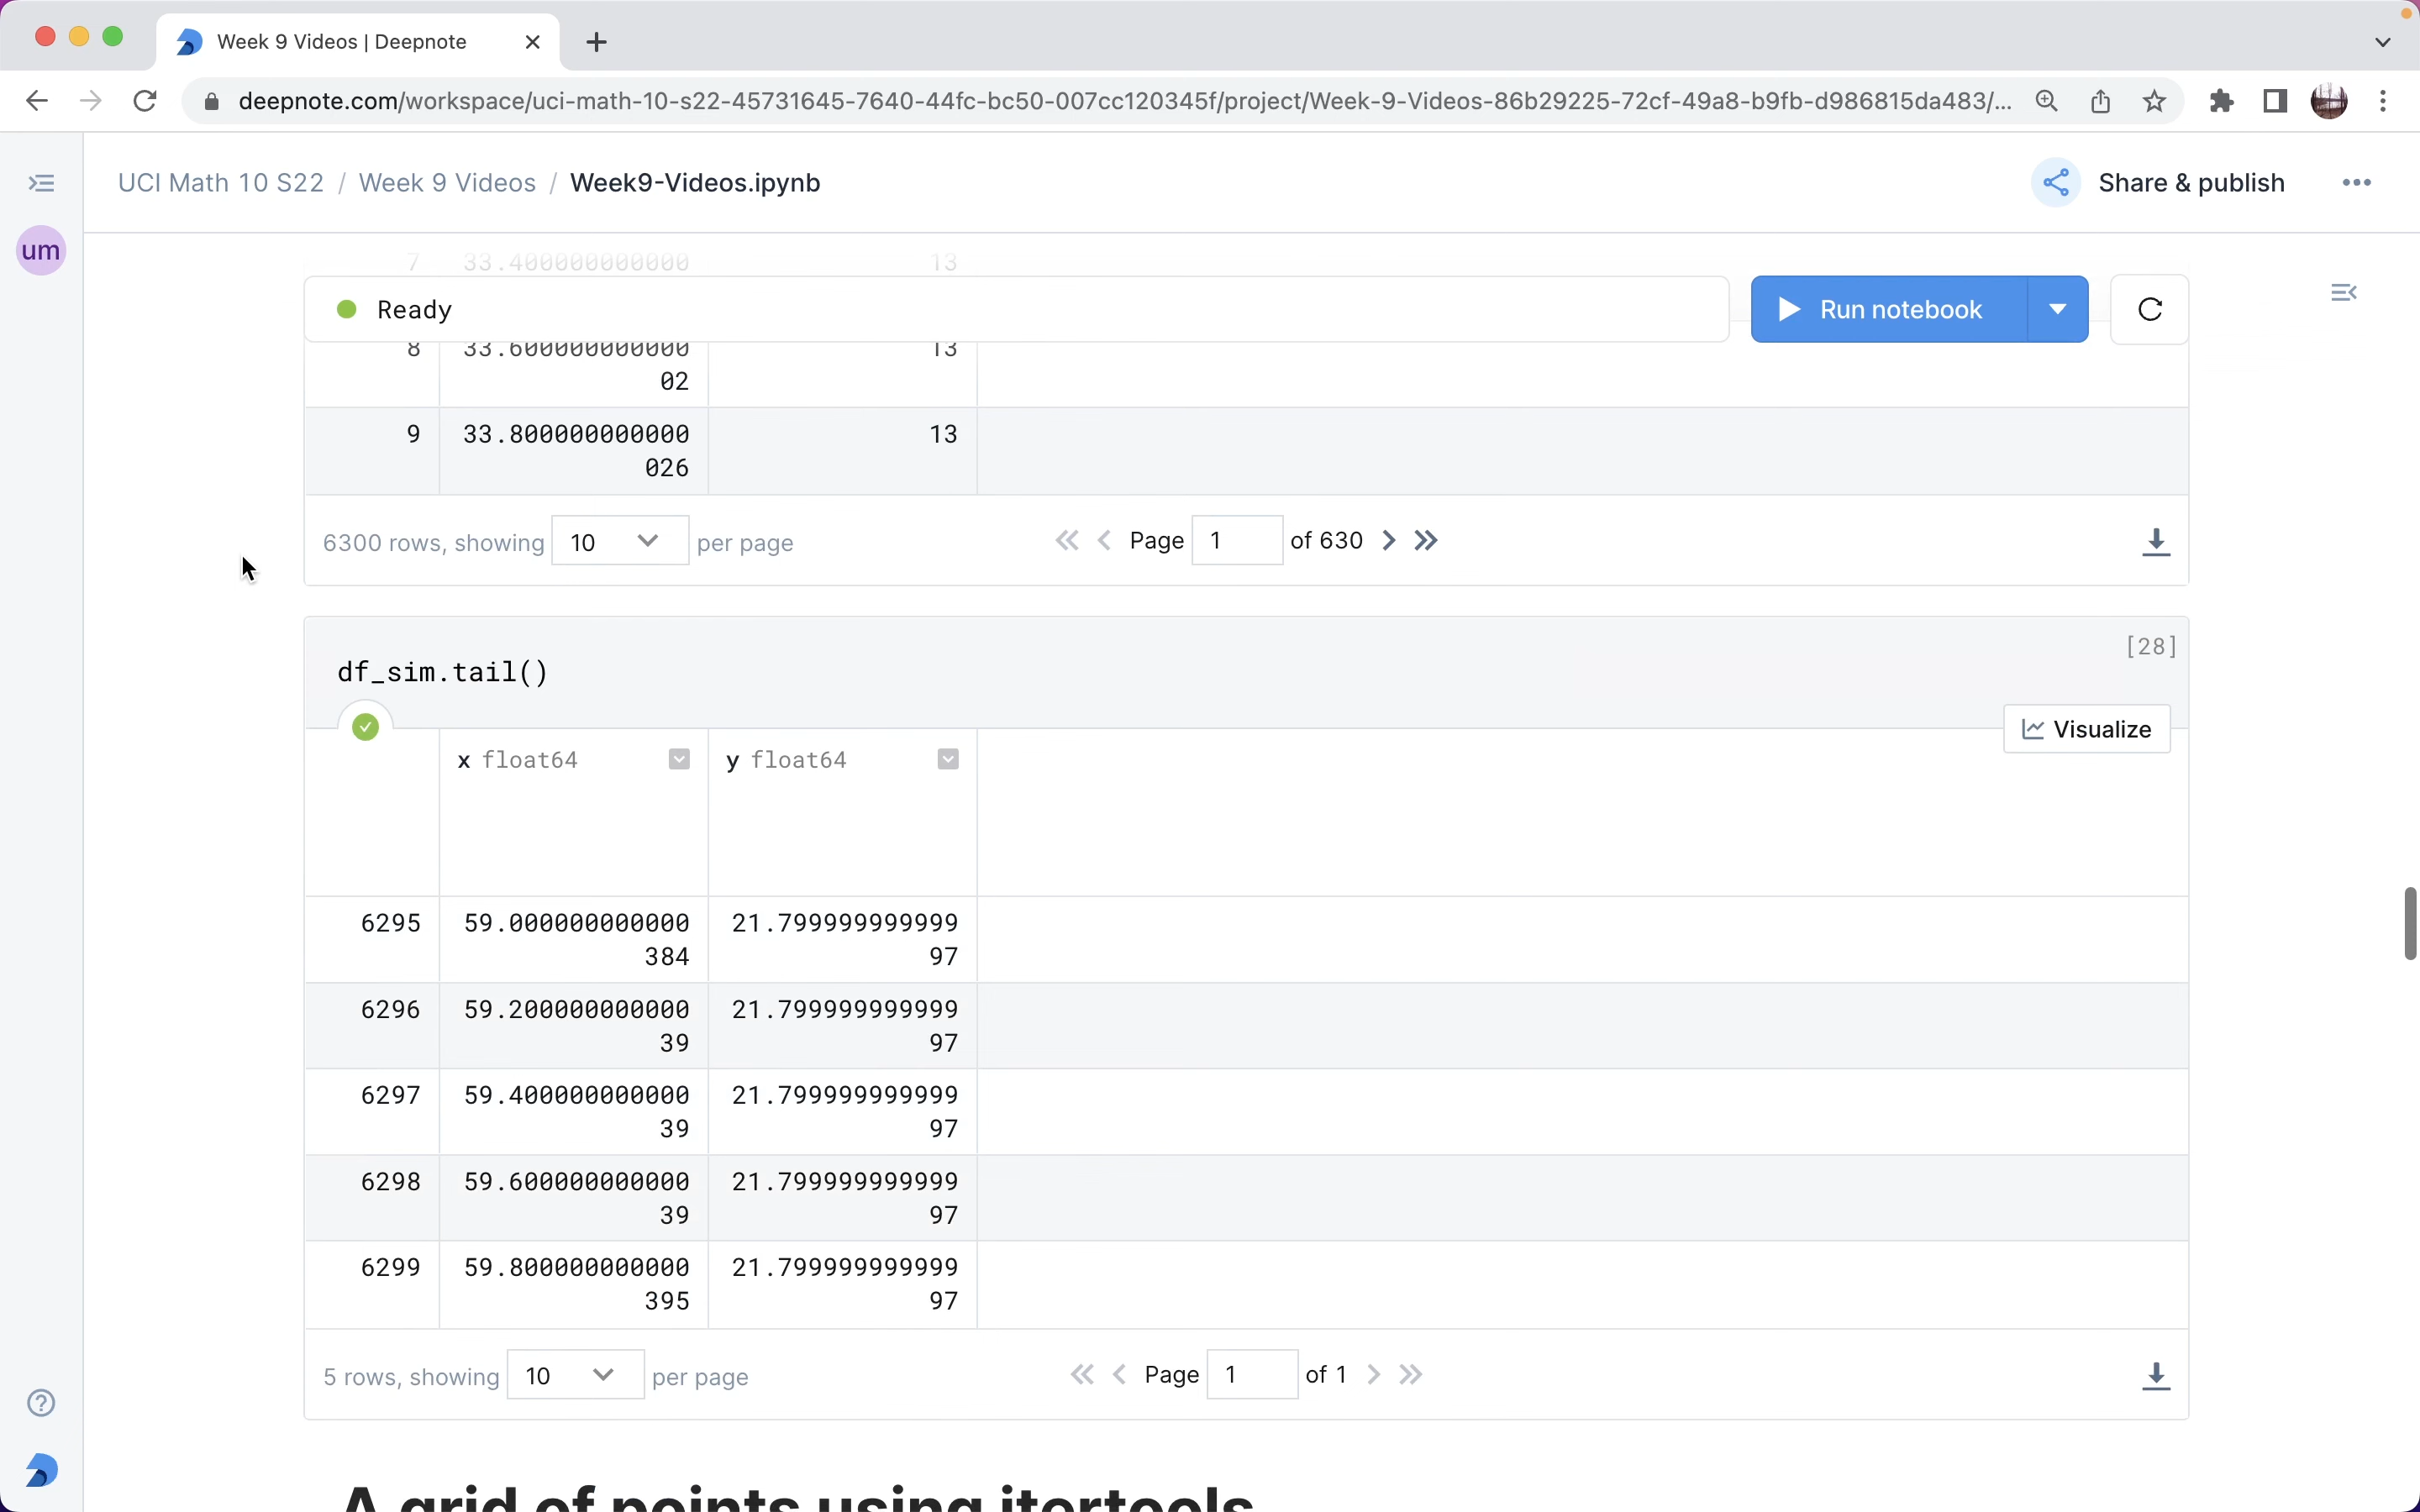 Week 9 Videos | Deepnote
deepnote.com/workspace/uci-math-10-s22-45731645-7640-44fc-bc50-007cc120345f/project/Week-9-Videos-86b29225-72cf-49a8-b9fb-d986815da483/...
UCI Math 10 S22 / Week 9 Videos / Week9-Videos.ipynb
Share & publish
um
7 33.400000000000 13
Ready
Run notebook
8 33.600000000000 13
02
9 33.800000000000 13
026
6300 rows, showing 10 per page
Page 1 of 630
[28]
df_sim.tail()
Visualize
x float64 y float64
6295 59.000000000000 21.799999999999
384 97
6296 59.200000000000 21.799999999999
39 97
6297 59.400000000000 21.799999999999
39 97
6298 59.600000000000 21.799999999999
39 97
6299 59.800000000000 21.799999999999
395 97
5 rows, showing 10 per page
Page 1 of 1
A grid of points using itertools